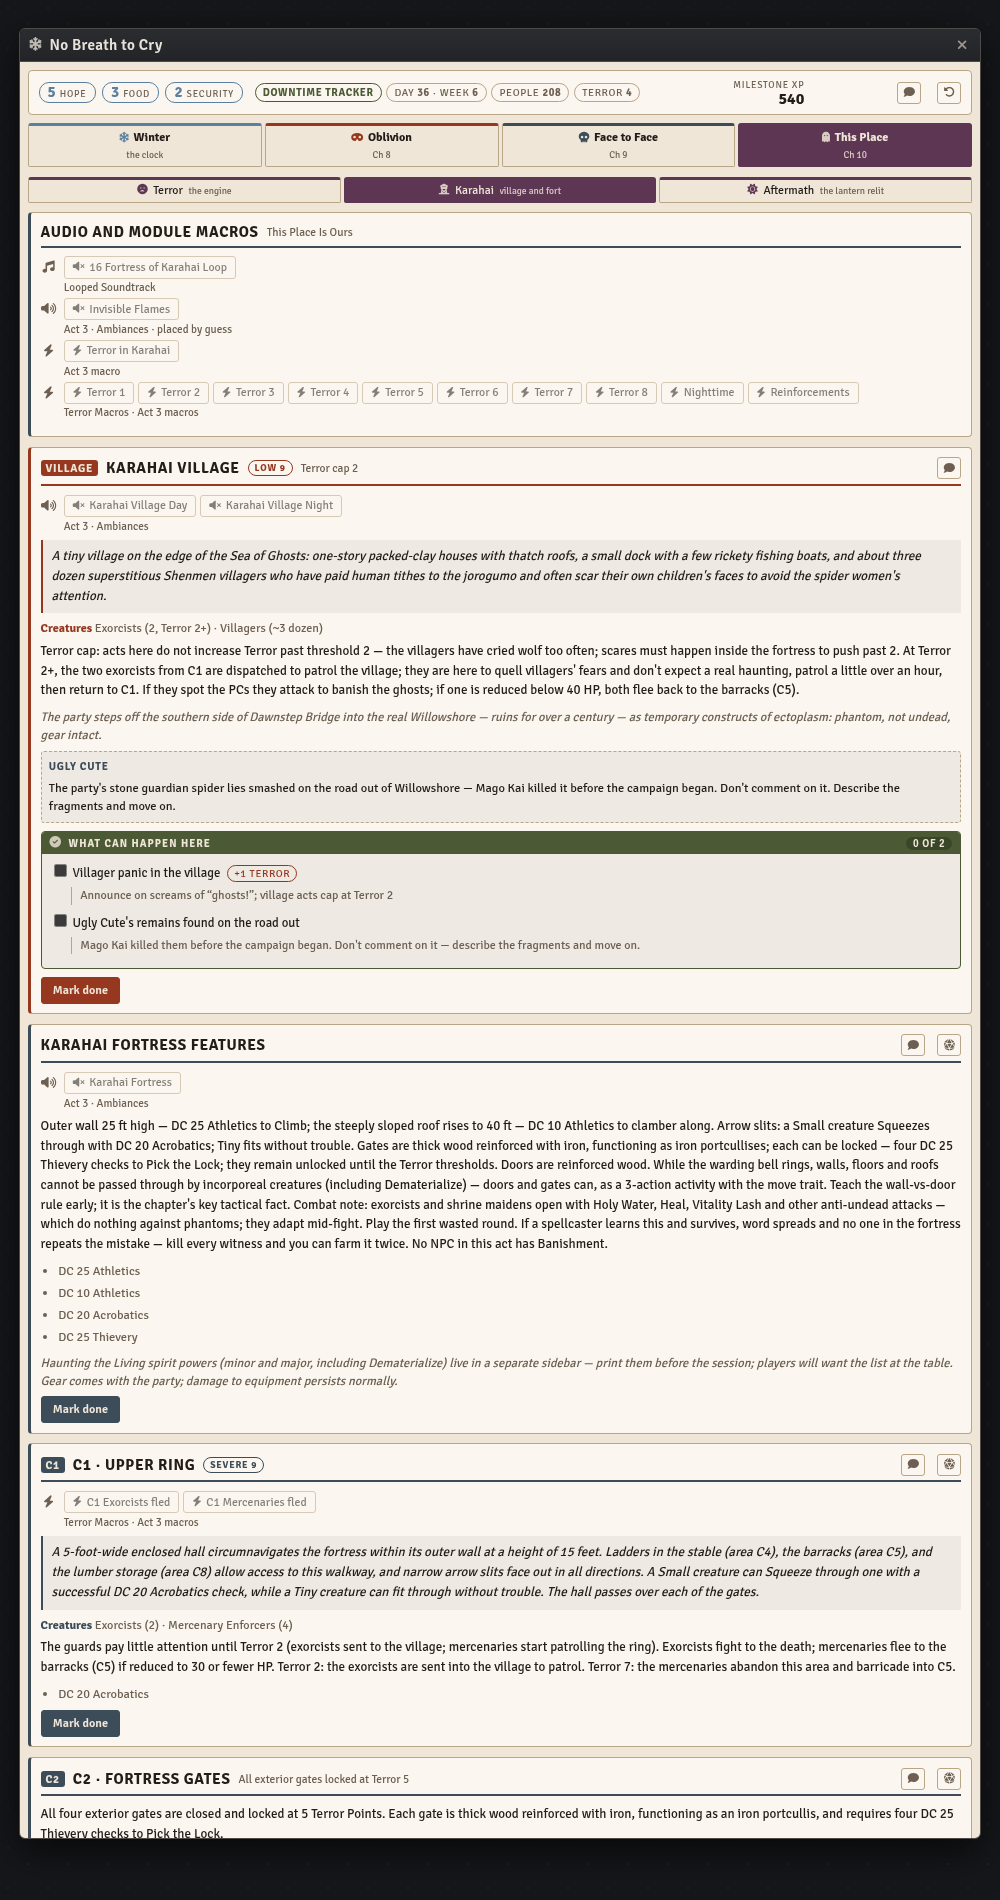 No Breath to Cry
5 HOPE 3 FOOD 2 SECURITY DOWNTIME TRACKER DAY 36 · WEEK 6 PEOPLE 208 TERROR 4 MILESTONE XP 540
Winter
the clock
Oblivion
Ch 8
Face to Face
Ch 9
This Place
Ch 10
Terror the engine
Karahai village and fort
Aftermath the lantern relit
AUDIO AND MODULE MACROS This Place Is Ours
16 Fortress of Karahai Loop
Looped Soundtrack
Invisible Flames
Act 3 · Ambiances · placed by guess
Terror in Karahai
Act 3 macro
Terror 1 Terror 2 Terror 3 Terror 4 Terror 5 Terror 6 Terror 7 Terror 8 Nighttime Reinforcements
Terror Macros · Act 3 macros
VILLAGE KARAHAI VILLAGE LOW 9 Terror cap 2
Karahai Village Day Karahai Village Night
Act 3 · Ambiances
A tiny village on the edge of the Sea of Ghosts: one-story packed-clay houses with thatch roofs, a small dock with a few rickety fishing boats, and about three
dozen superstitious Shenmen villagers who have paid human tithes to the jorogumo and often scar their own children's faces to avoid the spider women's
attention.
Creatures Exorcists (2, Terror 2+) · Villagers (~3 dozen)
Terror cap: acts here do not increase Terror past threshold 2 — the villagers have cried wolf too often; scares must happen inside the fortress to push past 2. At Terror
2+, the two exorcists from C1 are dispatched to patrol the village; they are here to quell villagers' fears and don't expect a real haunting, patrol a little over an hour,
then return to C1. If they spot the PCs they attack to banish the ghosts; if one is reduced below 40 HP, both flee back to the barracks (C5).
The party steps off the southern side of Dawnstep Bridge into the real Willowshore — ruins for over a century — as temporary constructs of ectoplasm: phantom, not undead,
gear intact.
UGLY CUTE
The party's stone guardian spider lies smashed on the road out of Willowshore — Mago Kai killed it before the campaign began. Don't comment on it. Describe the
fragments and move on.
WHAT CAN HAPPEN HERE 0 OF 2
Villager panic in the village +1 TERROR
Announce on screams of “ghosts!”; village acts cap at Terror 2
Ugly Cute's remains found on the road out
Mago Kai killed them before the campaign began. Don't comment on it — describe the fragments and move on.
Mark done
KARAHAI FORTRESS FEATURES
Karahai Fortress
Act 3 · Ambiances
Outer wall 25 ft high — DC 25 Athletics to Climb; the steeply sloped roof rises to 40 ft — DC 10 Athletics to clamber along. Arrow slits: a Small creature Squeezes
through with DC 20 Acrobatics; Tiny fits without trouble. Gates are thick wood reinforced with iron, functioning as iron portcullises; each can be locked — four DC 25
Thievery checks to Pick the Lock; they remain unlocked until the Terror thresholds. Doors are reinforced wood. While the warding bell rings, walls, floors and roofs
cannot be passed through by incorporeal creatures (including Dematerialize) — doors and gates can, as a 3-action activity with the move trait. Teach the wall-vs-door
rule early; it is the chapter's key tactical fact. Combat note: exorcists and shrine maidens open with Holy Water, Heal, Vitality Lash and other anti-undead attacks —
which do nothing against phantoms; they adapt mid-fight. Play the first wasted round. If a spellcaster learns this and survives, word spreads and no one in the fortress
repeats the mistake — kill every witness and you can farm it twice. No NPC in this act has Banishment.
• DC 25 Athletics
• DC 10 Athletics
• DC 20 Acrobatics
• DC 25 Thievery
Haunting the Living spirit powers (minor and major, including Dematerialize) live in a separate sidebar — print them before the session; players will want the list at the table.
Gear comes with the party; damage to equipment persists normally.
Mark done
C1 C1 · UPPER RING SEVERE 9
C1 Exorcists fled C1 Mercenaries fled
Terror Macros · Act 3 macros
A 5-foot-wide enclosed hall circumnavigates the fortress within its outer wall at a height of 15 feet. Ladders in the stable (area C4), the barracks (area C5), and
the lumber storage (area C8) allow access to this walkway, and narrow arrow slits face out in all directions. A Small creature can Squeeze through one with a
successful DC 20 Acrobatics check, while a Tiny creature can fit through without trouble. The hall passes over each of the gates.
Creatures Exorcists (2) · Mercenary Enforcers (4)
The guards pay little attention until Terror 2 (exorcists sent to the village; mercenaries start patrolling the ring). Exorcists fight to the death; mercenaries flee to the
barracks (C5) if reduced to 30 or fewer HP. Terror 2: the exorcists are sent into the village to patrol. Terror 7: the mercenaries abandon this area and barricade into C5.
• DC 20 Acrobatics
Mark done
C2 C2 · FORTRESS GATES All exterior gates locked at Terror 5
All four exterior gates are closed and locked at 5 Terror Points. Each gate is thick wood reinforced with iron, functioning as an iron portcullis, and requires four DC 25
Thievery checks to Pick the Lock.